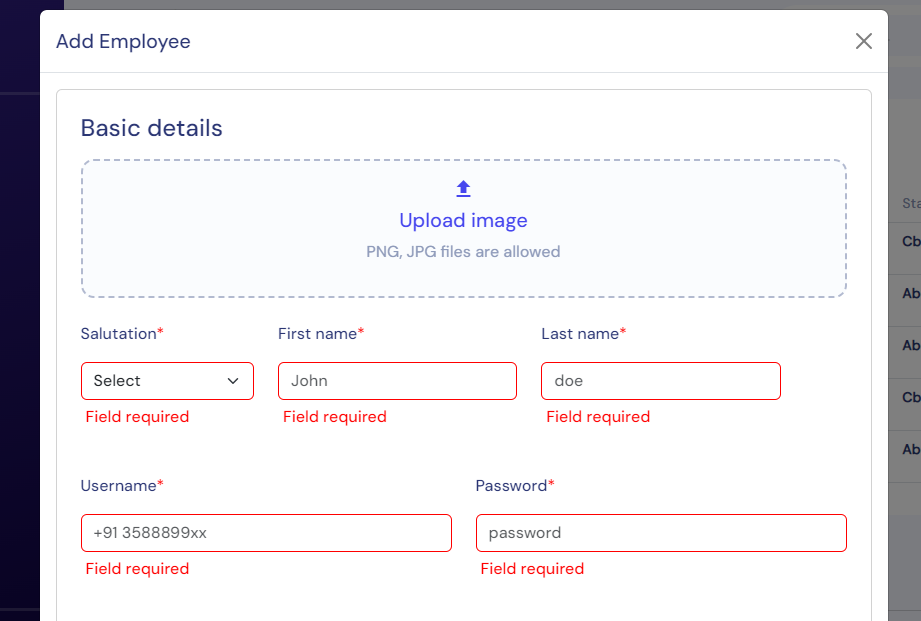 Add Employee
Basic details
Upload image
PNG, JPG files are allowed
Salutation* First name* Last name*
Select John doe
Field required Field required Field required
Username* Password*
+91 3588899xx password
Field required Field required
Cb
Ab
Ab
Cb
Ab